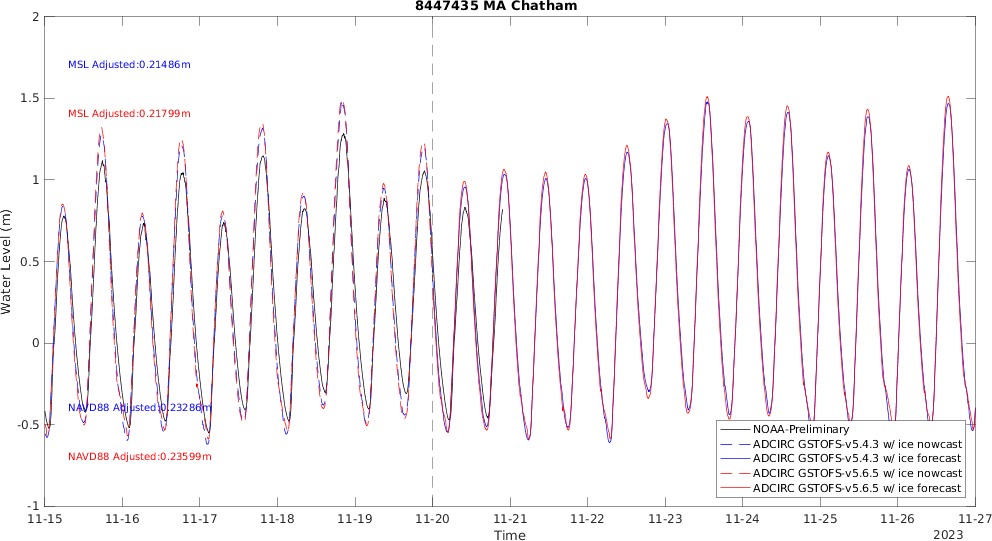 8447435 MA Chatham
Water Level (m)
2
1.5
1
0.5
0
-0.5
-1
MSL Adjusted:0.21486m
MSL Adjusted:0.21799m
NAVD88 Adjusted:0.23286m
NAVD88 Adjusted:0.23599m
NOAA-Preliminary
ADCIRC GSTOFS-v5.4.3 w/ ice nowcast
ADCIRC GSTOFS-v5.4.3 w/ ice forecast
ADCIRC GSTOFS-v5.6.5 w/ ice nowcast
ADCIRC GSTOFS-v5.6.5 w/ ice forecast
11-15 11-16 11-17 11-18 11-19 11-20 11-21 11-22 11-23 11-24 11-25 11-26 11-27
Time
2023